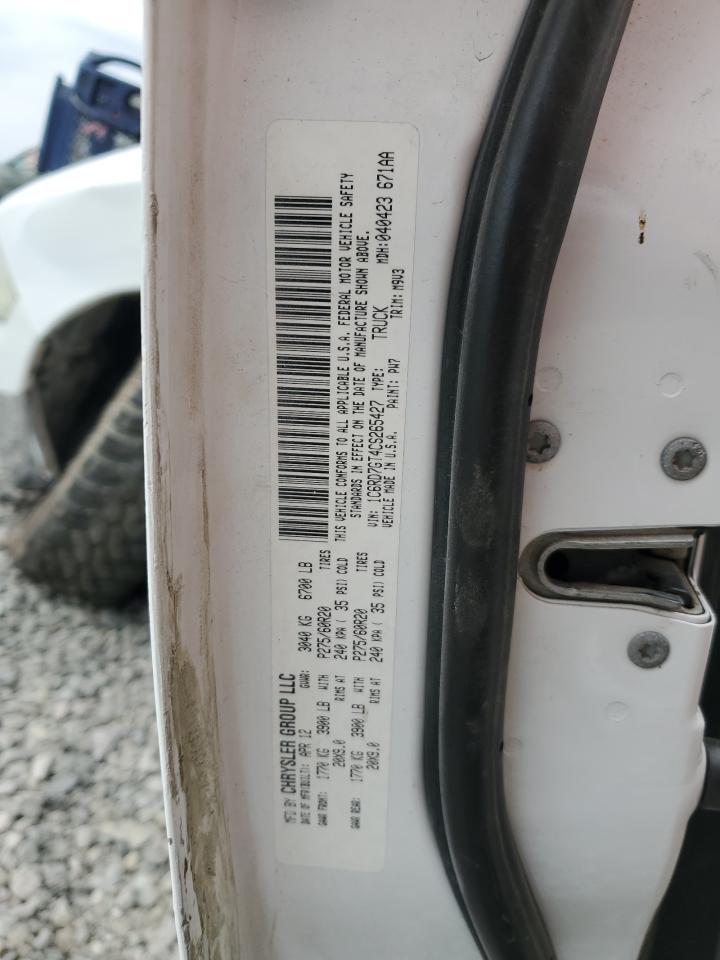 MFD BY CHRYSLER GROUP LLC
DATE OF MFR(BUILT): APR 12 GVWR: 3040 KG 6700 LB
GAWR FRONT: 1770 KG 3900 LB WITH P275/60R20 TIRES
20X9.0 RIMS AT 240 KPA ( 35 PSI) COLD
GAWR REAR: 1770 KG 3900 LB WITH P275/60R20 TIRES
20X9.0 RIMS AT 240 KPA ( 35 PSI) COLD
THIS VEHICLE CONFORMS TO ALL APPLICABLE U.S.A. FEDERAL MOTOR VEHICLE SAFETY
STANDARDS IN EFFECT ON THE DATE OF MANUFACTURE SHOWN ABOVE.
VIN: 1C6RD7GT4CS265427 TYPE: TRUCK MDH:040423 671AA
VEHICLE MADE IN U.S.A. PAINT: PW7 TRIM: M9V3